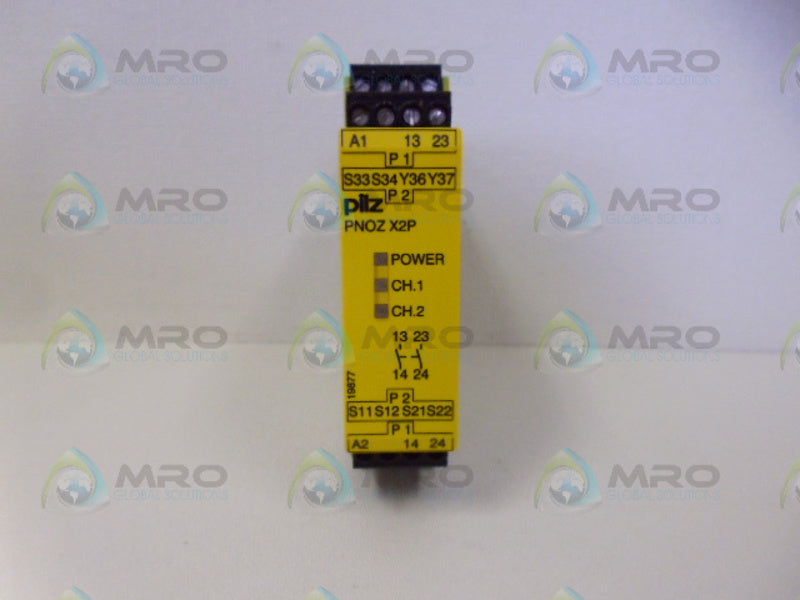 A1 13 23
P 1
S33 S34 Y36 Y37
P 2
pilz
PNOZ X2P
POWER
CH.1
CH.2
13 23
14 24
19877
P 2
S11 S12 S21 S22
P 1
A2 14 24
MRO
GLOBAL SOLUTIONS